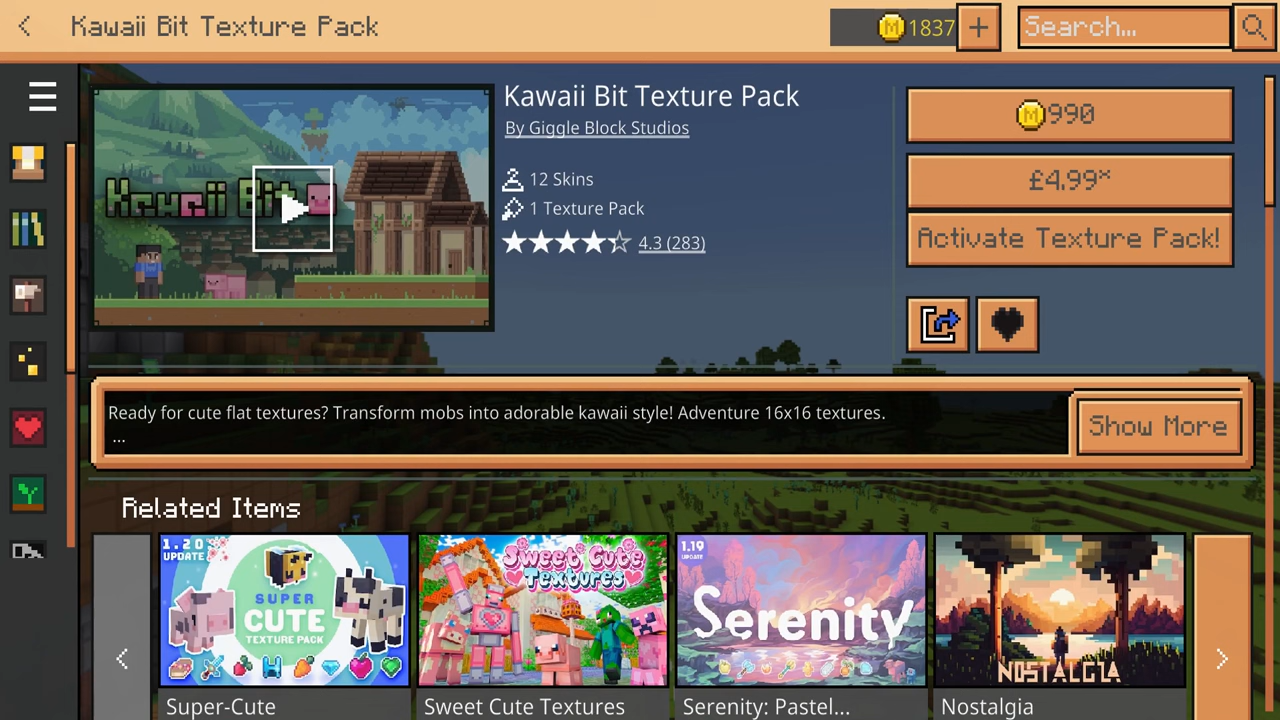 Kawaii Bit Texture Pack
1837
Search...
Kawaii Bit
Kawaii Bit Texture Pack
By Giggle Block Studios
12 Skins
1 Texture Pack
4.3 (283)
990
£4.99*
Activate Texture Pack!
Ready for cute flat textures? Transform mobs into adorable kawaii style! Adventure 16x16 textures.
...
Show More
Related Items
1.20
UPDATE
SUPER
CUTE
TEXTURE PACK
Super-Cute
Sweet Cute
Textures
Sweet Cute Textures
1.19
UPDATE
Serenity
Serenity: Pastel...
NOSTALGIA
Nostalgia